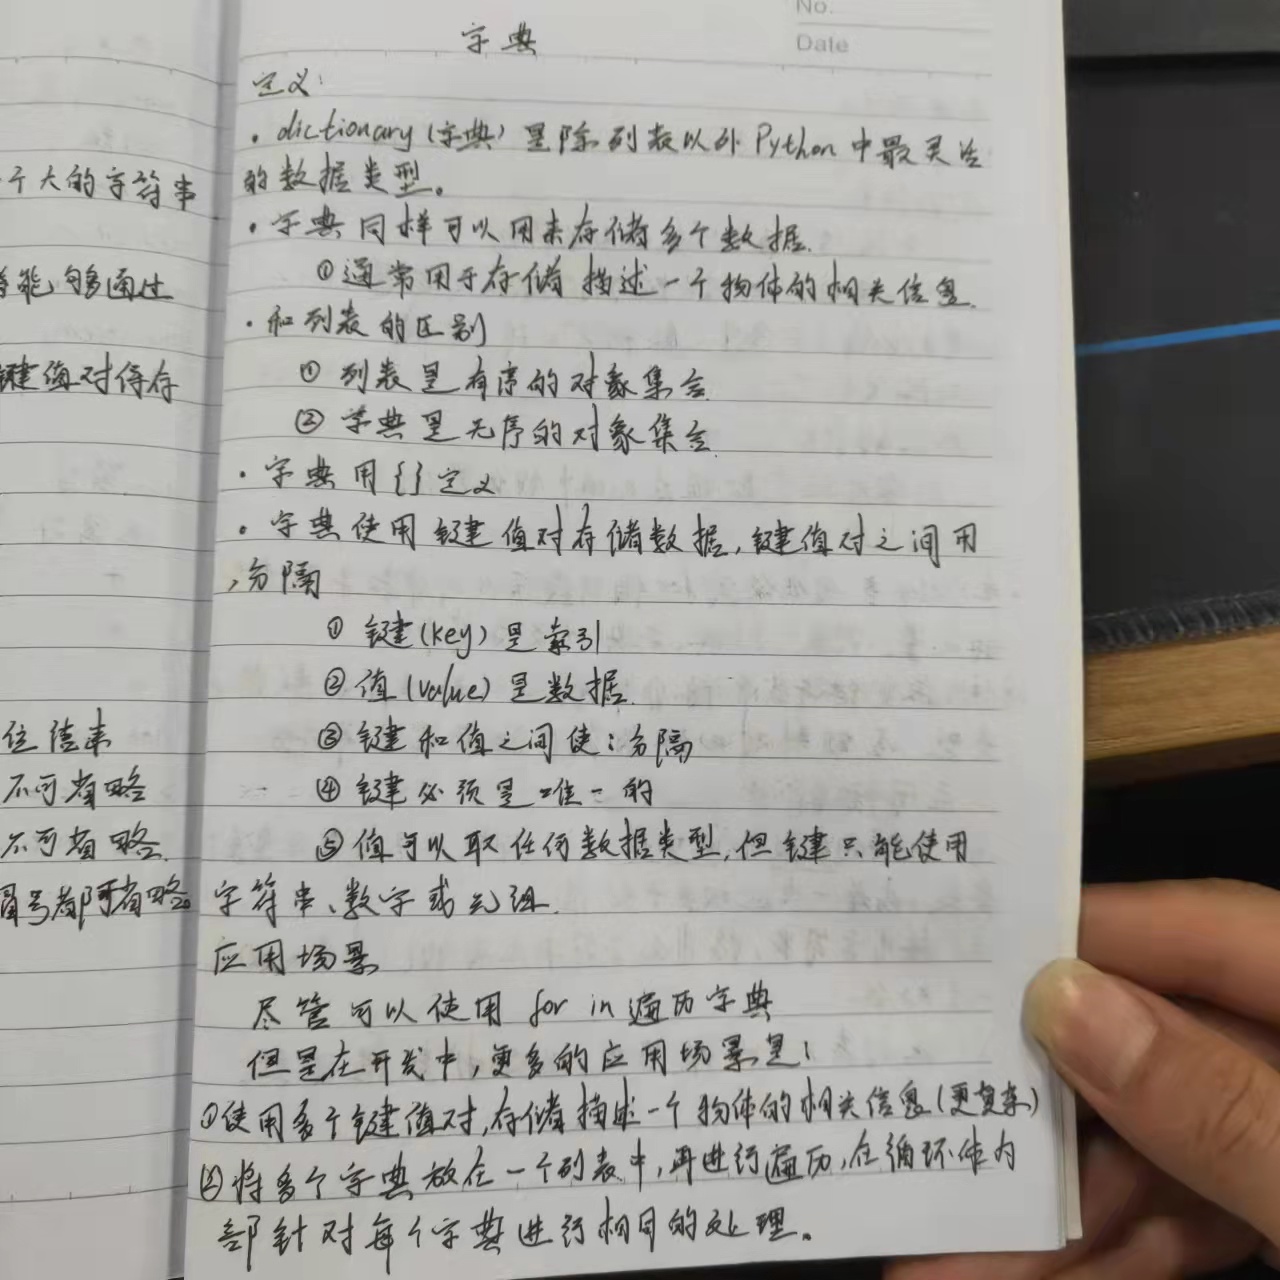 No.
Date
字典
定义:
· dictionary(字典)是除列表以外Python中最灵活
的数据类型。
· 字典同样可以用来存储多个数据.
①通常用于存储描述一个物体的相关信息.
· 和列表的区别
① 列表是有序的对象集合.
② 字典是无序的对象集合.
· 字典用{}定义
· 字典使用键值对存储数据,键值对之间用
,分隔
① 键(key)是索引
② 值(value)是数据.
③ 键和值之间使:分隔
④ 键必须是唯一的
⑤ 值可以取任何数据类型,但键只能使用
字符串、数字或元组.
应用场景
尽管可以使用for in遍历字典
但是在开发中,更多的应用场景是:
①使用多个键值对,存储描述一个物体的相关信息(更复杂)
②将多个字典放在一个列表中,再进行遍历,在循环体内
部针对每个字典进行相同的处理。
个大的字符串
能够通过
键值对传存
位结束
不可省略
不可省略.
冒号都可省略。